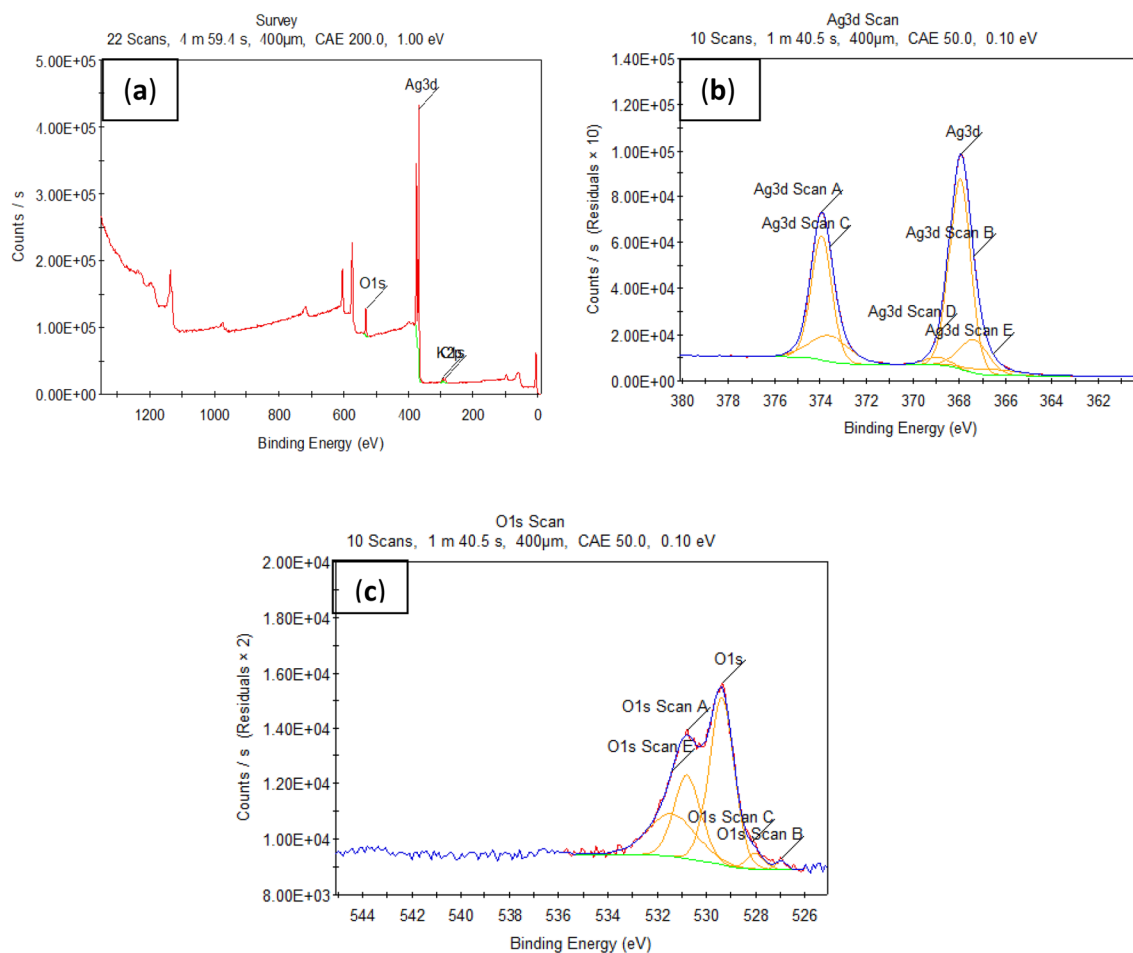 Survey
22 Scans, 4 m 59.4 s, 400µm, CAE 200.0, 1.00 eV
(a)
5.00E+05
4.00E+05
3.00E+05
2.00E+05
1.00E+05
0.00E+00
Counts / s
Ag3d
O1s
1200 1000 800 600 400 200 0
Binding Energy (eV)
Ag3d Scan
10 Scans, 1 m 40.5 s, 400µm, CAE 50.0, 0.10 eV
(b)
1.40E+05
1.20E+05
1.00E+05
8.00E+04
6.00E+04
4.00E+04
2.00E+04
0.00E+00
Counts / s (Residuals × 10)
Ag3d
Ag3d Scan A
Ag3d Scan C
Ag3d Scan B
Ag3d Scan D
Ag3d Scan E
380 378 376 374 372 370 368 366 364 362
Binding Energy (eV)
O1s Scan
10 Scans, 1 m 40.5 s, 400µm, CAE 50.0, 0.10 eV
(c)
2.00E+04
1.80E+04
1.60E+04
1.40E+04
1.20E+04
1.00E+04
8.00E+03
Counts / s (Residuals × 2)
O1s
O1s Scan A
O1s Scan E
O1s Scan C
O1s Scan B
544 542 540 538 536 534 532 530 528 526
Binding Energy (eV)